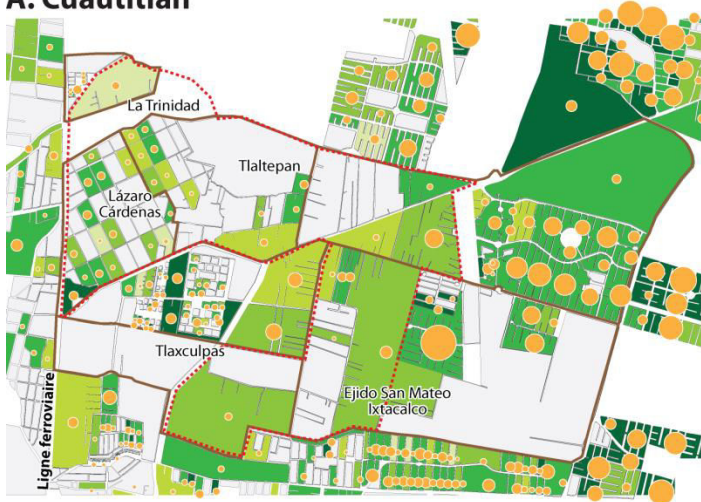 A. Cuautitlán
La Trinidad
Tlaltepan
Lázaro
Cárdenas
Tlaxculpas
Ejido San Mateo
Ixtacalco
Ligne ferroviaire